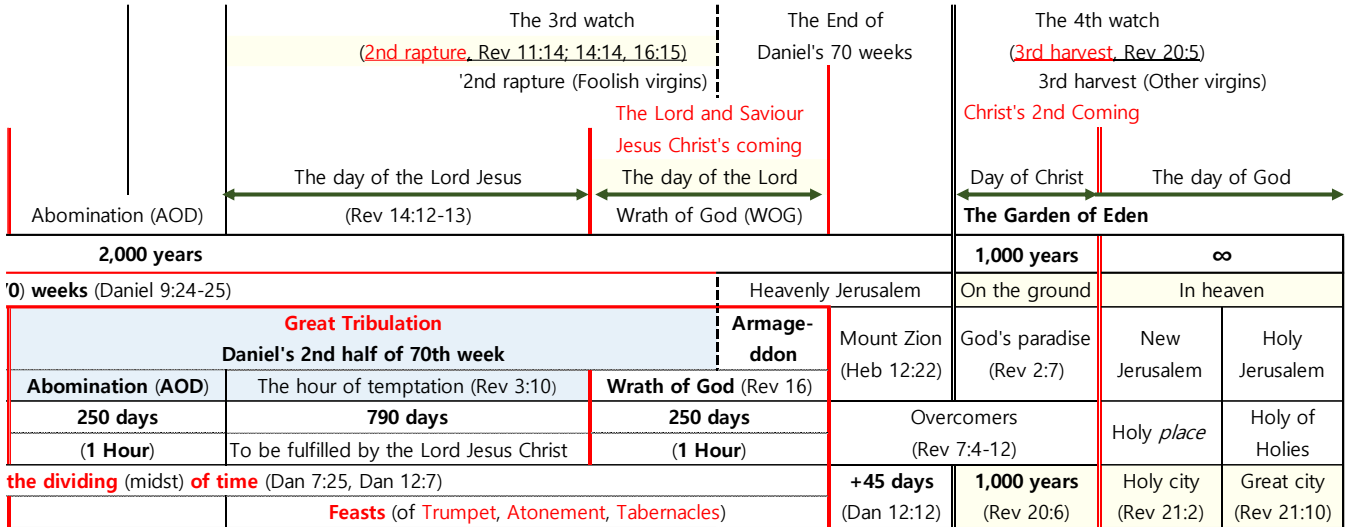 The 3rd watch
The End of
The 4th watch
(2nd rapture, Rev 11:14; 14:14, 16:15)
Daniel's 70 weeks
(3rd harvest, Rev 20:5)
'2nd rapture (Foolish virgins)
3rd harvest (Other virgins)
The Lord and Saviour
Christ's 2nd Coming
Jesus Christ's coming
The day of the Lord Jesus
The day of the Lord
Day of Christ
The day of God
Abomination (AOD)
(Rev 14:12-13)
Wrath of God (WOG)
The Garden of Eden
2,000 years
1,000 years
∞
0) weeks (Daniel 9:24-25)
Heavenly Jerusalem
On the ground
In heaven
Great Tribulation
Daniel's 2nd half of 70th week
Armage-
ddon
Mount Zion
(Heb 12:22)
God's paradise
(Rev 2:7)
New
Jerusalem
Holy
Jerusalem
Abomination (AOD)
The hour of temptation (Rev 3:10)
Wrath of God (Rev 16)
250 days
790 days
250 days
Overcomers
(Rev 7:4-12)
Holy place
Holy of
Holies
(1 Hour)
To be fulfilled by the Lord Jesus Christ
(1 Hour)
the dividing (midst) of time (Dan 7:25, Dan 12:7)
+45 days
(Dan 12:12)
1,000 years
(Rev 20:6)
Holy city
(Rev 21:2)
Great city
(Rev 21:10)
Feasts (of Trumpet, Atonement, Tabernacles)